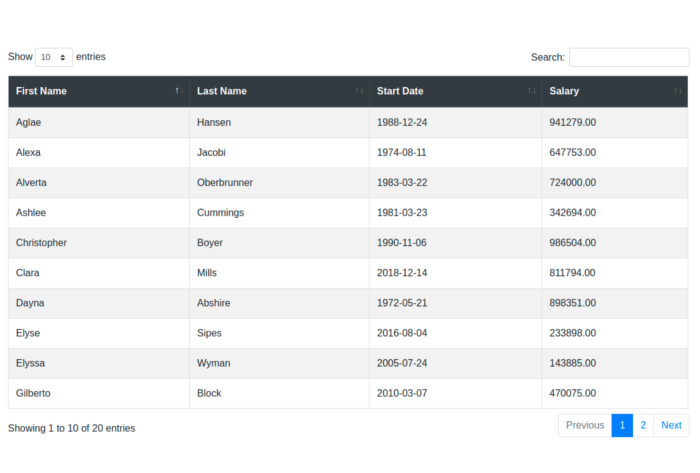 Show 10 entries Search:
First Name Last Name Start Date Salary
Aglae Hansen 1988-12-24 941279.00
Alexa Jacobi 1974-08-11 647753.00
Alverta Oberbrunner 1983-03-22 724000.00
Ashlee Cummings 1981-03-23 342694.00
Christopher Boyer 1990-11-06 986504.00
Clara Mills 2018-12-14 811794.00
Dayna Abshire 1972-05-21 898351.00
Elyse Sipes 2016-08-04 233898.00
Elyssa Wyman 2005-07-24 143885.00
Gilberto Block 2010-03-07 470075.00
Showing 1 to 10 of 20 entries Previous 1 2 Next